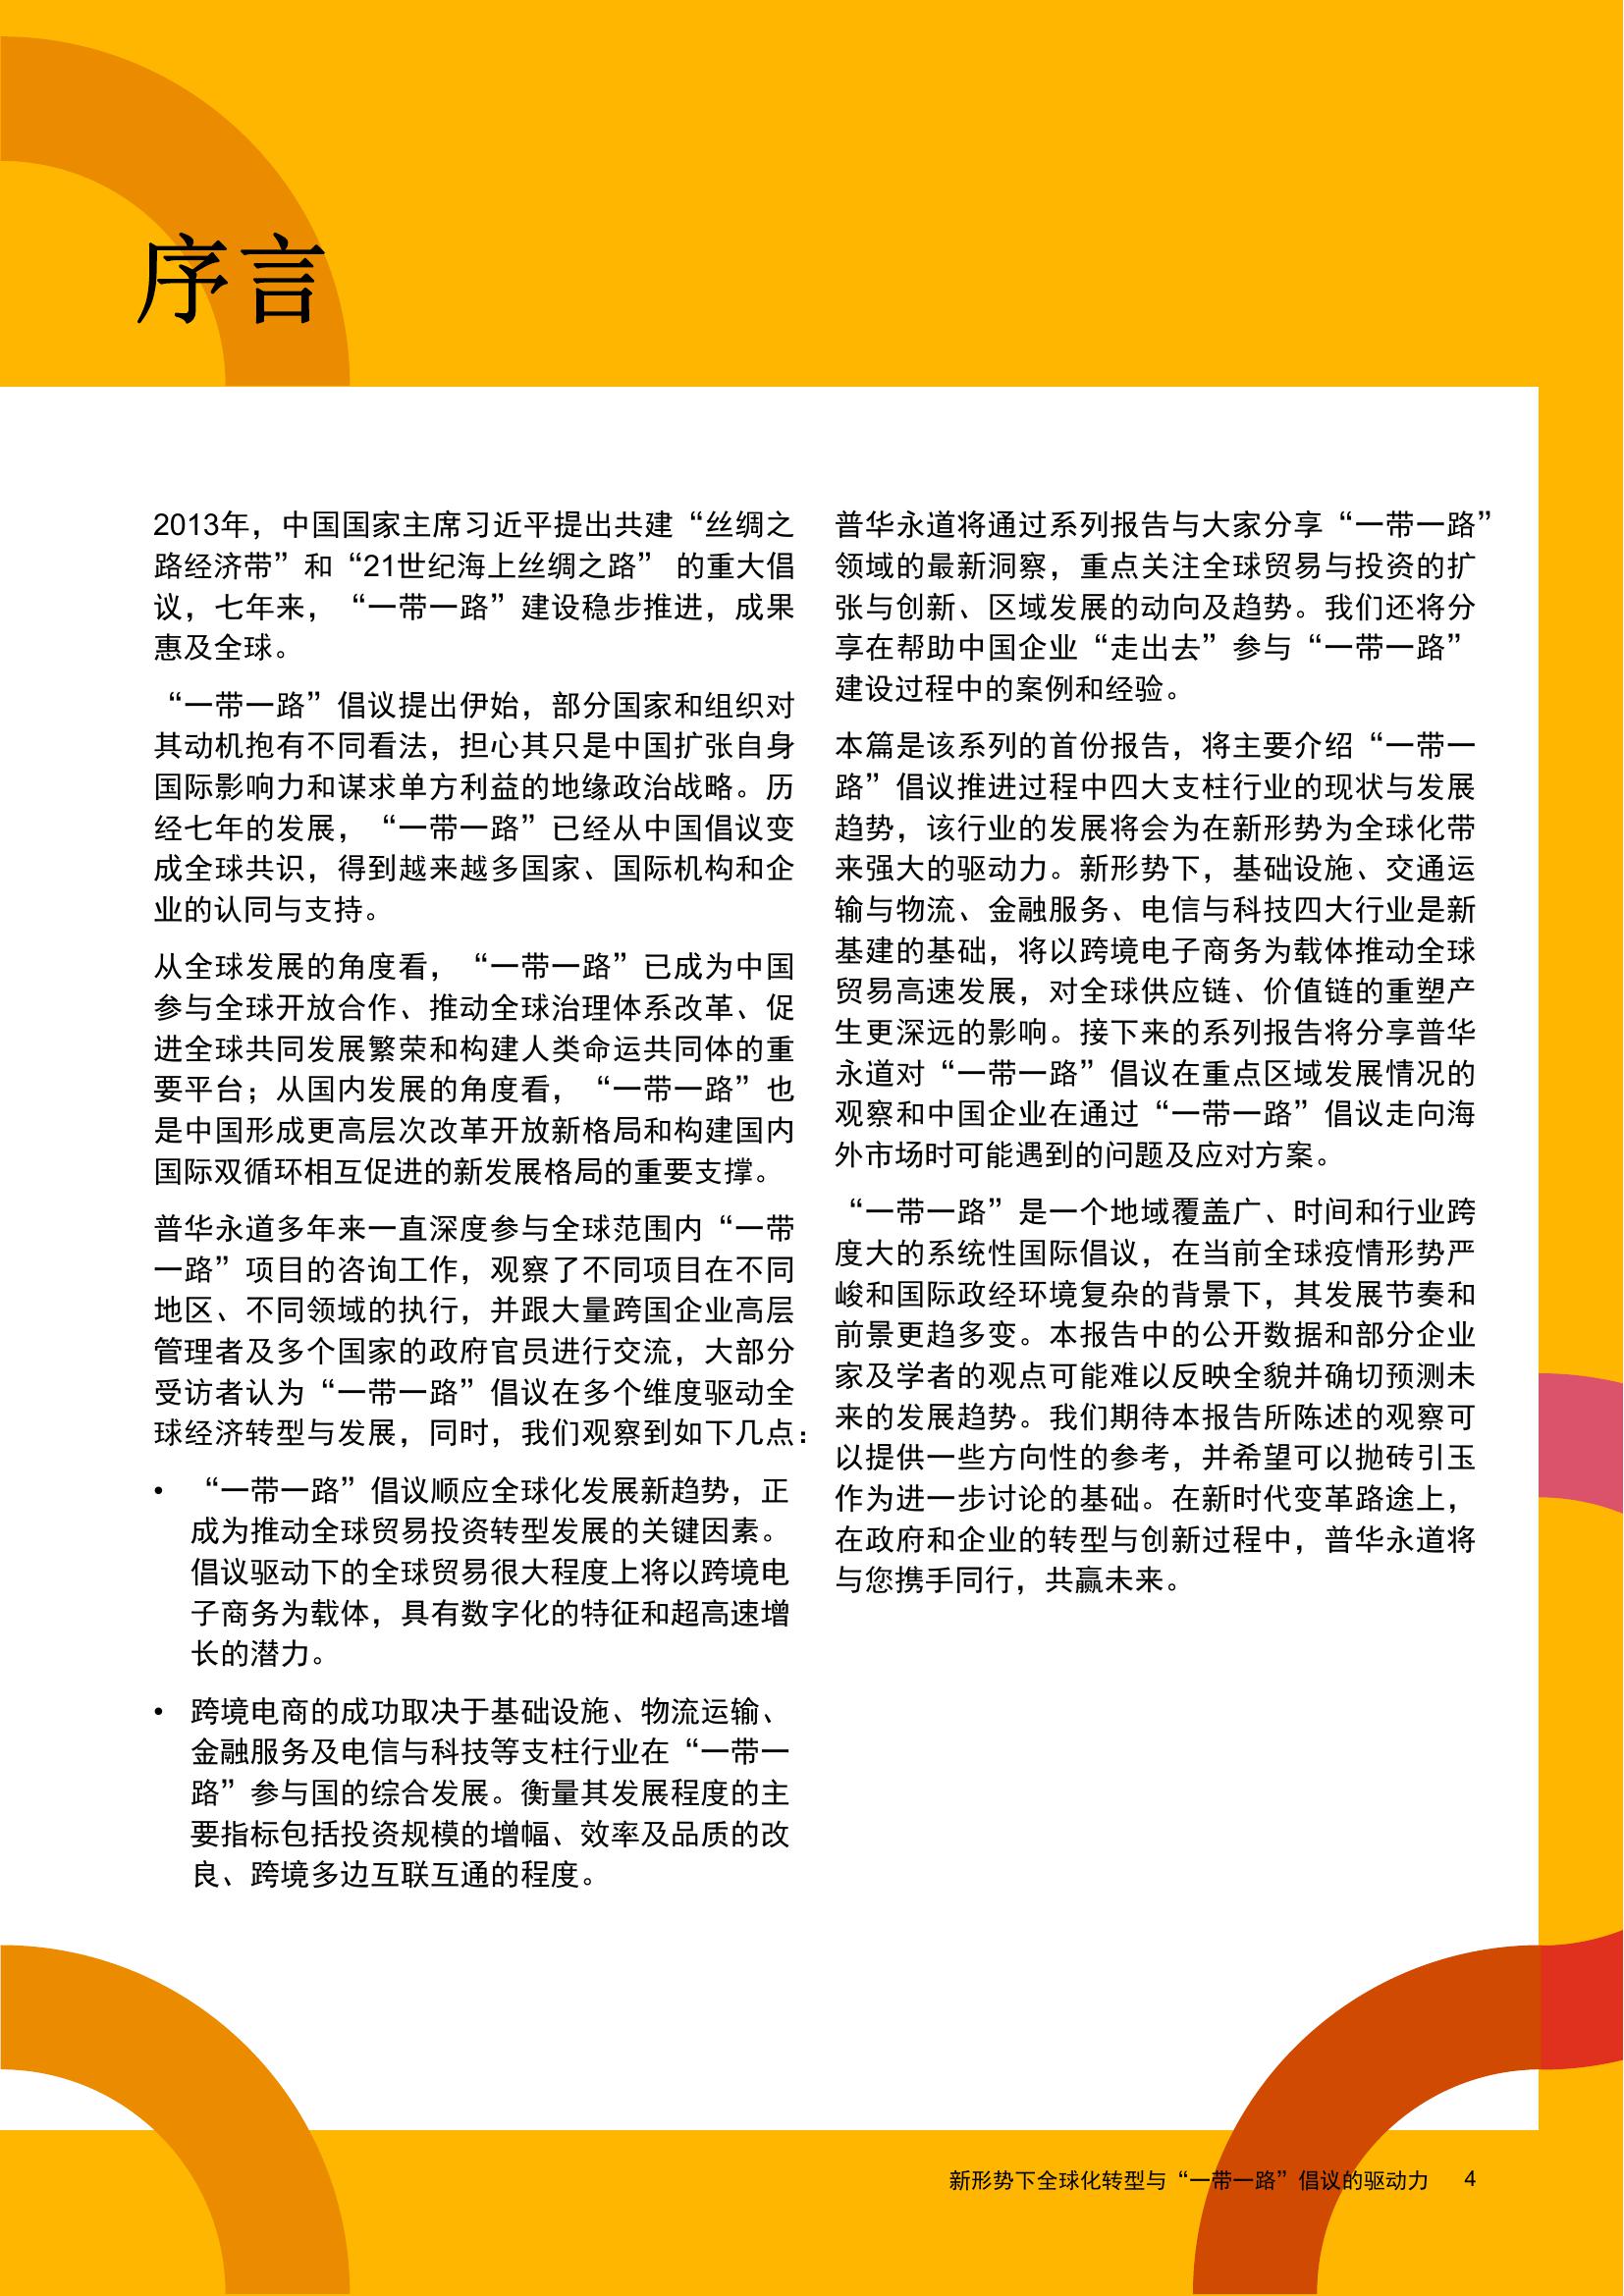 序言
2013年，中国国家主席习近平提出共建“丝绸之
路经济带”和“21世纪海上丝绸之路” 的重大倡
议，七年来，“一带一路”建设稳步推进，成果
惠及全球。
“一带一路”倡议提出伊始，部分国家和组织对
其动机抱有不同看法，担心其只是中国扩张自身
国际影响力和谋求单方利益的地缘政治战略。历
经七年的发展，“一带一路”已经从中国倡议变
成全球共识，得到越来越多国家、国际机构和企
业的认同与支持。
从全球发展的角度看，“一带一路”已成为中国
参与全球开放合作、推动全球治理体系改革、促
进全球共同发展繁荣和构建人类命运共同体的重
要平台；从国内发展的角度看，“一带一路”也
是中国形成更高层次改革开放新格局和构建国内
国际双循环相互促进的新发展格局的重要支撑。
普华永道多年来一直深度参与全球范围内“一带
一路”项目的咨询工作，观察了不同项目在不同
地区、不同领域的执行，并跟大量跨国企业高层
管理者及多个国家的政府官员进行交流，大部分
受访者认为“一带一路”倡议在多个维度驱动全
球经济转型与发展，同时，我们观察到如下几点：
• “一带一路”倡议顺应全球化发展新趋势，正
成为推动全球贸易投资转型发展的关键因素。
倡议驱动下的全球贸易很大程度上将以跨境电
子商务为载体，具有数字化的特征和超高速增
长的潜力。
• 跨境电商的成功取决于基础设施、物流运输、
金融服务及电信与科技等支柱行业在“一带一
路”参与国的综合发展。衡量其发展程度的主
要指标包括投资规模的增幅、效率及品质的改
良、跨境多边互联互通的程度。
普华永道将通过系列报告与大家分享“一带一路”
领域的最新洞察，重点关注全球贸易与投资的扩
张与创新、区域发展的动向及趋势。我们还将分
享在帮助中国企业“走出去”参与“一带一路”
建设过程中的案例和经验。
本篇是该系列的首份报告，将主要介绍“一带一
路”倡议推进过程中四大支柱行业的现状与发展
趋势，该行业的发展将会为在新形势为全球化带
来强大的驱动力。新形势下，基础设施、交通运
输与物流、金融服务、电信与科技四大行业是新
基建的基础，将以跨境电子商务为载体推动全球
贸易高速发展，对全球供应链、价值链的重塑产
生更深远的影响。接下来的系列报告将分享普华
永道对“一带一路”倡议在重点区域发展情况的
观察和中国企业在通过“一带一路”倡议走向海
外市场时可能遇到的问题及应对方案。
“一带一路”是一个地域覆盖广、时间和行业跨
度大的系统性国际倡议，在当前全球疫情形势严
峻和国际政经环境复杂的背景下，其发展节奏和
前景更趋多变。本报告中的公开数据和部分企业
家及学者的观点可能难以反映全貌并确切预测未
来的发展趋势。我们期待本报告所陈述的观察可
以提供一些方向性的参考，并希望可以抛砖引玉
作为进一步讨论的基础。在新时代变革路途上，
在政府和企业的转型与创新过程中，普华永道将
与您携手同行，共赢未来。
新形势下全球化转型与“一带一路”倡议的驱动力 4